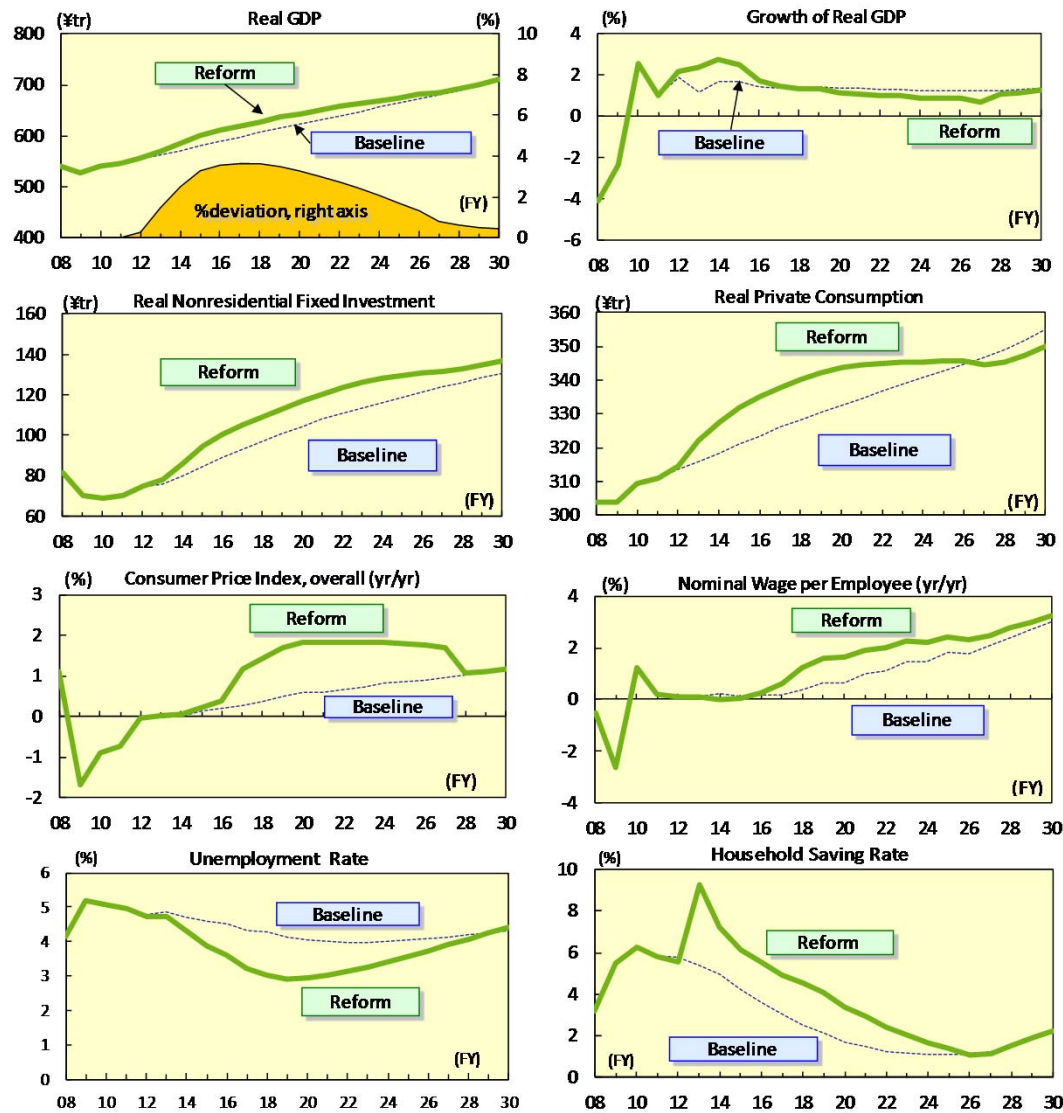 (¥tr) Real GDP (%)
800 10
700 8
600 6
500 4
400 2
0
Reform
Baseline
%deviation, right axis
(FY)
08 10 12 14 16 18 20 22 24 26 28 30
(%) Growth of Real GDP
4
2
0
-2
-4
-6
Baseline
Reform
(FY)
08 10 12 14 16 18 20 22 24 26 28 30
(¥tr) Real Nonresidential Fixed Investment
160
140
120
100
80
60
Reform
Baseline
(FY)
08 10 12 14 16 18 20 22 24 26 28 30
(¥tr) Real Private Consumption
360
350
340
330
320
310
300
Reform
Baseline
(FY)
08 10 12 14 16 18 20 22 24 26 28 30
(%) Consumer Price Index, overall (yr/yr)
3
2
1
0
-1
-2
Reform
Baseline
(FY)
08 10 12 14 16 18 20 22 24 26 28 30
(%) Nominal Wage per Employee (yr/yr)
4
2
0
-2
-4
Reform
Baseline
(FY)
08 10 12 14 16 18 20 22 24 26 28 30
(%) Unemployment Rate
6
5
4
3
2
1
0
Baseline
Reform
(FY)
08 10 12 14 16 18 20 22 24 26 28 30
(%) Household Saving Rate
10
8
6
4
2
0
Reform
Baseline
(FY)
08 10 12 14 16 18 20 22 24 26 28 30